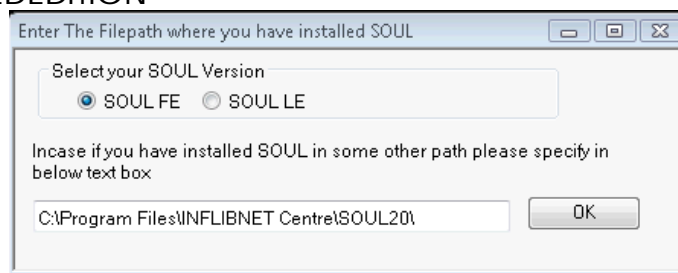 Enter The Filepath where you have installed SOUL
Select your SOUL Version
SOUL FE SOUL LE
Incase if you have installed SOUL in some other path please specify in
below text box
C:\Program Files\INFLIBNET Centre\SOUL20\ OK